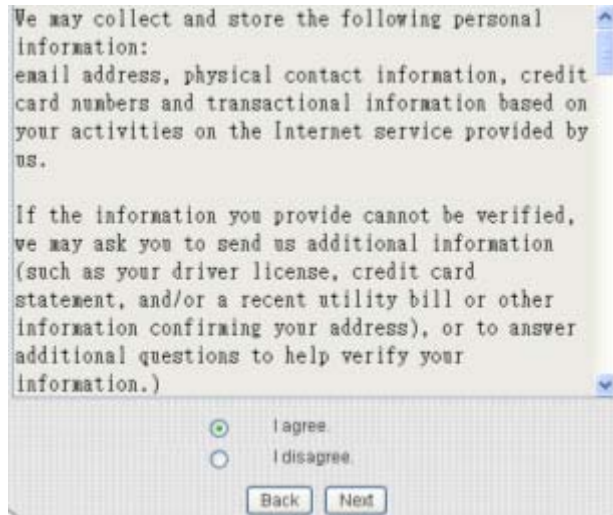 We may collect and store the following personal
information:
email address, physical contact information, credit
card numbers and transactional information based on
your activities on the Internet service provided by
us.
If the information you provide cannot be verified,
we may ask you to send us additional information
(such as your driver license, credit card
statement, and/or a recent utility bill or other
information confirming your address), or to answer
additional questions to help verify your
information.)
I agree.
I disagree.
Back Next